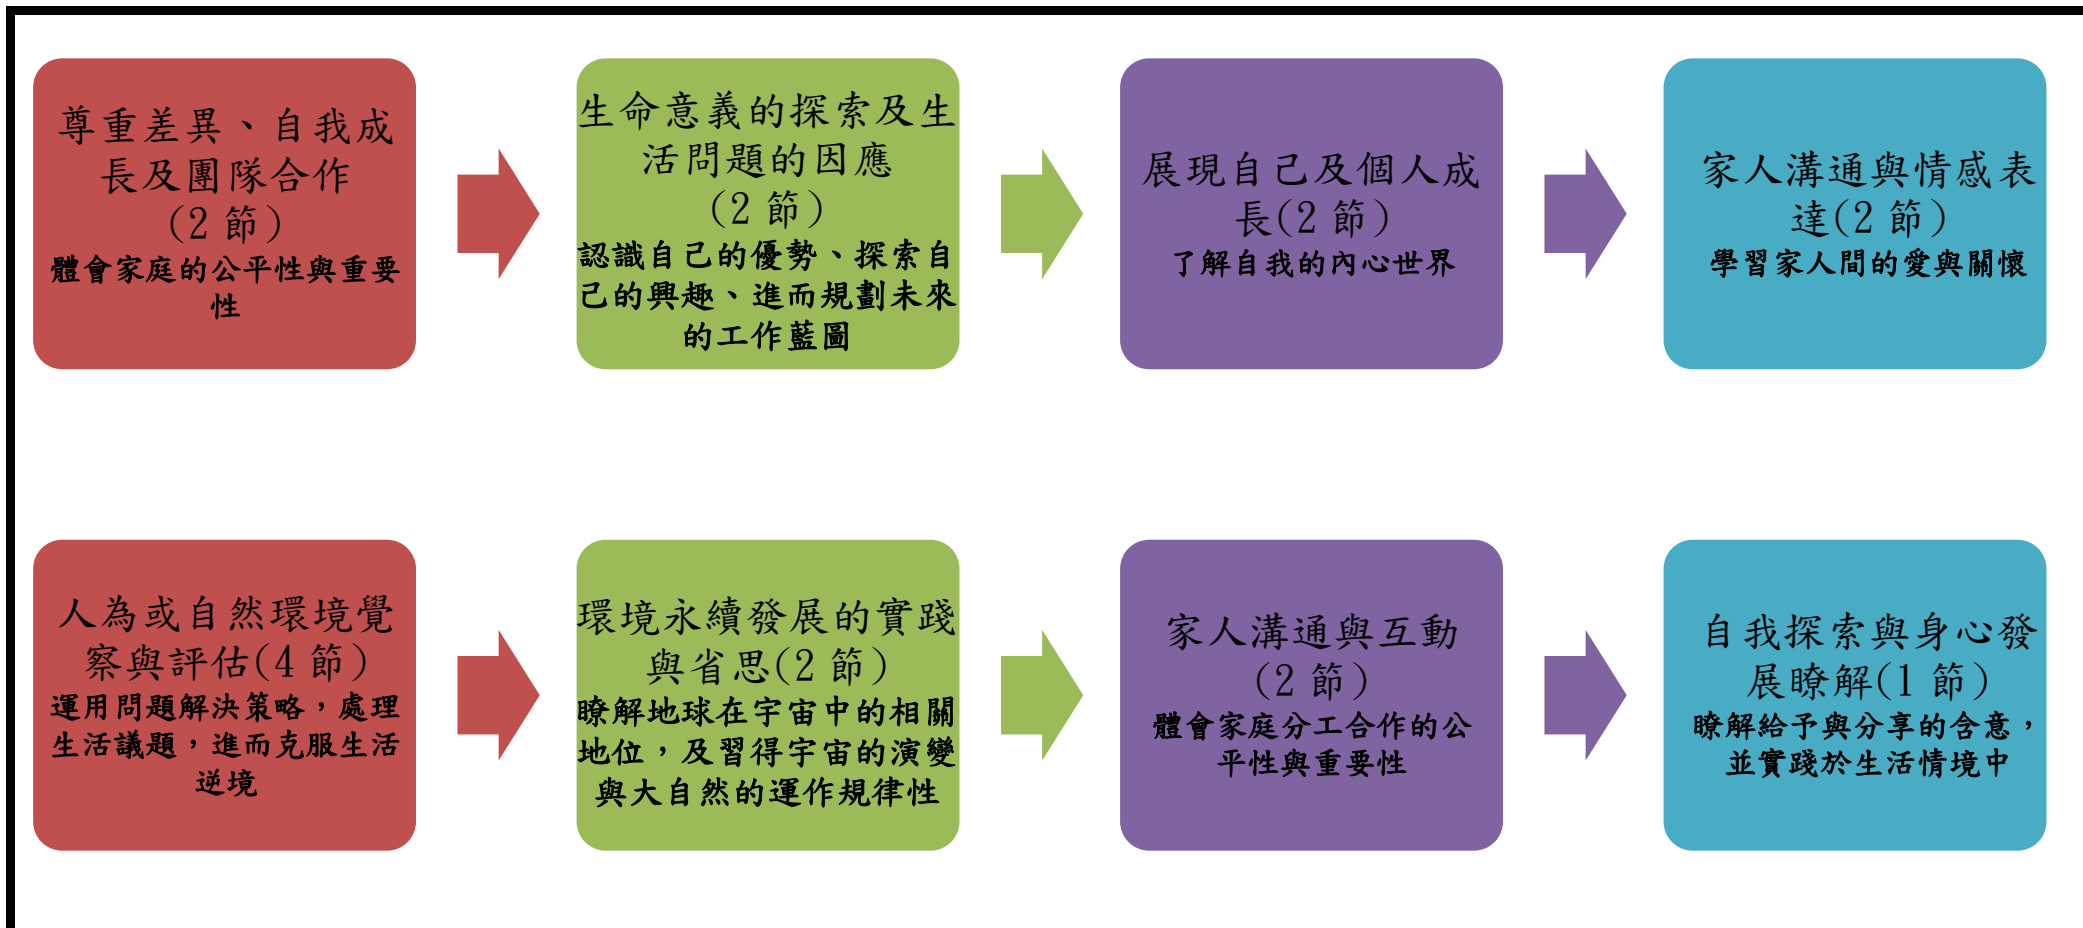 尊重差異、自我成
長及團隊合作
(2 節)
體會家庭的公平性與重要
性
生命意義的探索及生
活問題的因應
(2 節)
認識自己的優勢、探索自
己的興趣、進而規劃未來
的工作藍圖
展現自己及個人成
長(2 節)
了解自我的內心世界
家人溝通與情感表
達(2 節)
學習家人間的愛與關懷
人為或自然環境覺
察與評估(4 節)
運用問題解決策略，處理
生活議題，進而克服生活
逆境
環境永續發展的實踐
與省思(2 節)
瞭解地球在宇宙中的相關
地位，及習得宇宙的演變
與大自然的運作規律性
家人溝通與互動
(2 節)
體會家庭分工合作的公
平性與重要性
自我探索與身心發
展瞭解(1 節)
瞭解給予與分享的含意，
並實踐於生活情境中